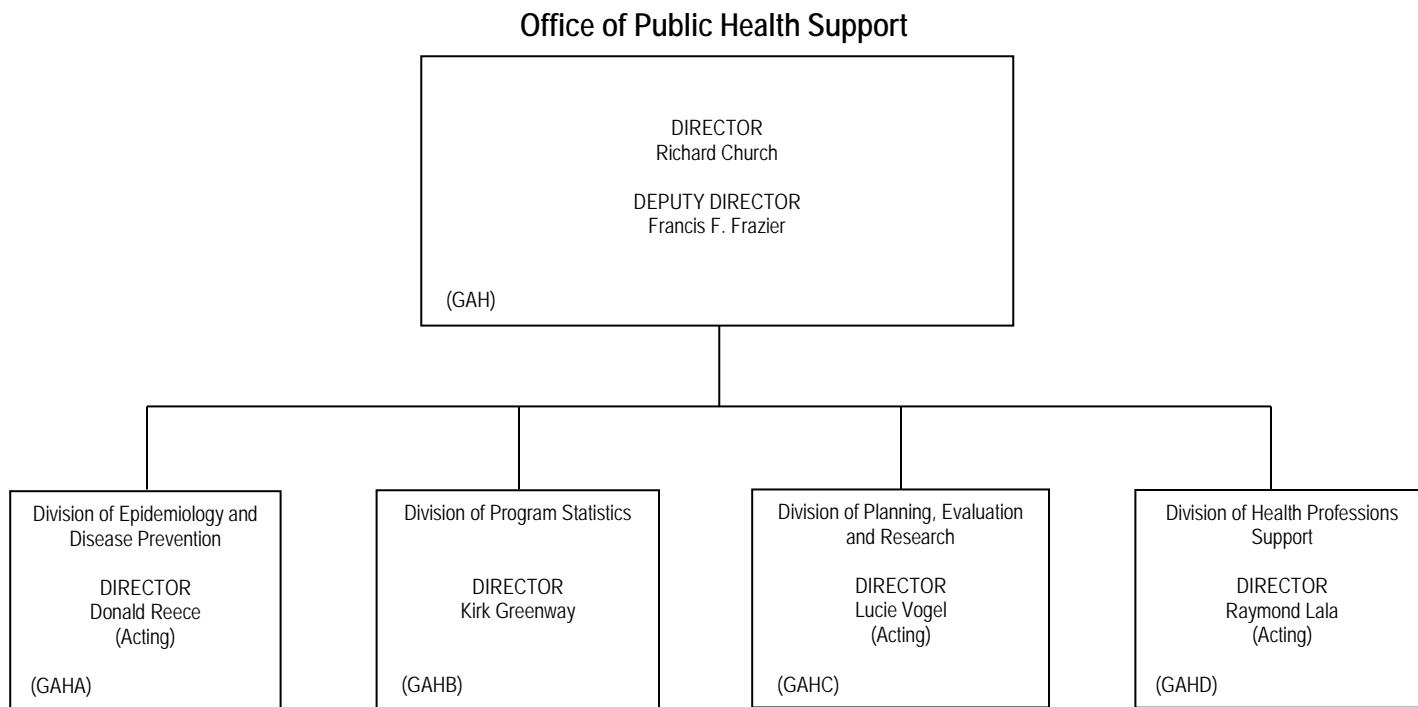 Office of Public Health Support
DIRECTOR
Richard Church
DEPUTY DIRECTOR
Francis F. Frazier
(GAH)
Division of Epidemiology and
Disease Prevention
DIRECTOR
Donald Reece
(Acting)
(GAHA)
Division of Program Statistics
DIRECTOR
Kirk Greenway
(GAHB)
Division of Planning, Evaluation
and Research
DIRECTOR
Lucie Vogel
(Acting)
(GAHC)
Division of Health Professions
Support
DIRECTOR
Raymond Lala
(Acting)
(GAHD)